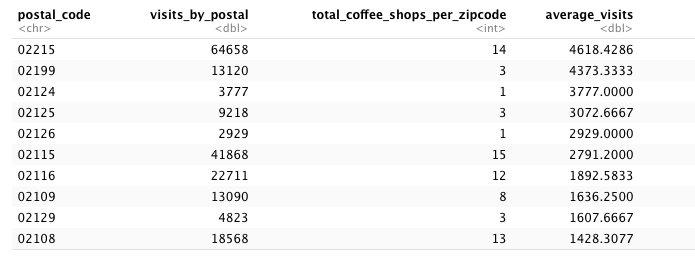 postal_code visits_by_postal total_coffee_shops_per_zipcode average_visits
<chr> <dbl> <int> <dbl>
02215 64658 14 4618.4286
02199 13120 3 4373.3333
02124 3777 1 3777.0000
02125 9218 3 3072.6667
02126 2929 1 2929.0000
02115 41868 15 2791.2000
02116 22711 12 1892.5833
02109 13090 8 1636.2500
02129 4823 3 1607.6667
02108 18568 13 1428.3077